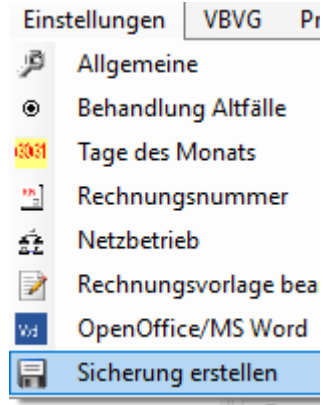 Einstellungen VBVG Pr
Allgemeine
Behandlung Altfälle
Tage des Monats
Rechnungsnummer
Netzbetrieb
Rechnungsvorlage bea
OpenOffice/MS Word
Sicherung erstellen